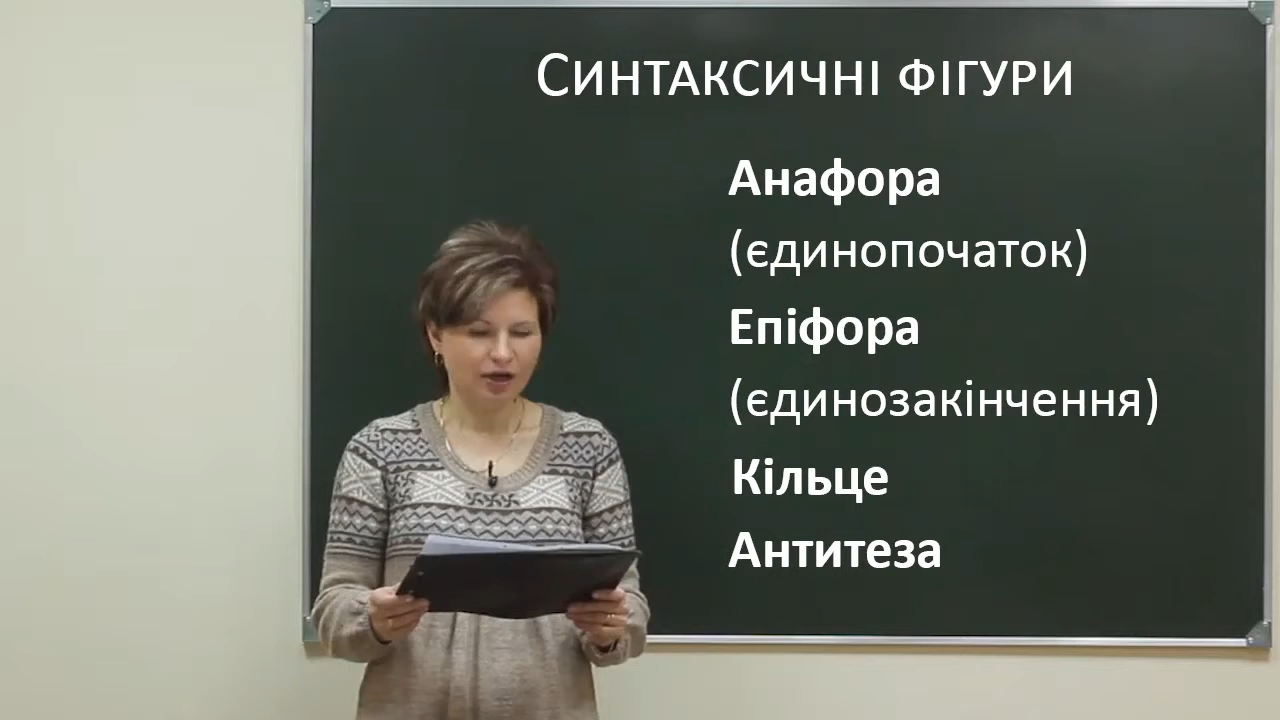 Синтаксичні фігури
Анафора
(єдинопочаток)
Епіфора
(єдинозакінчення)
Кільце
Антитеза